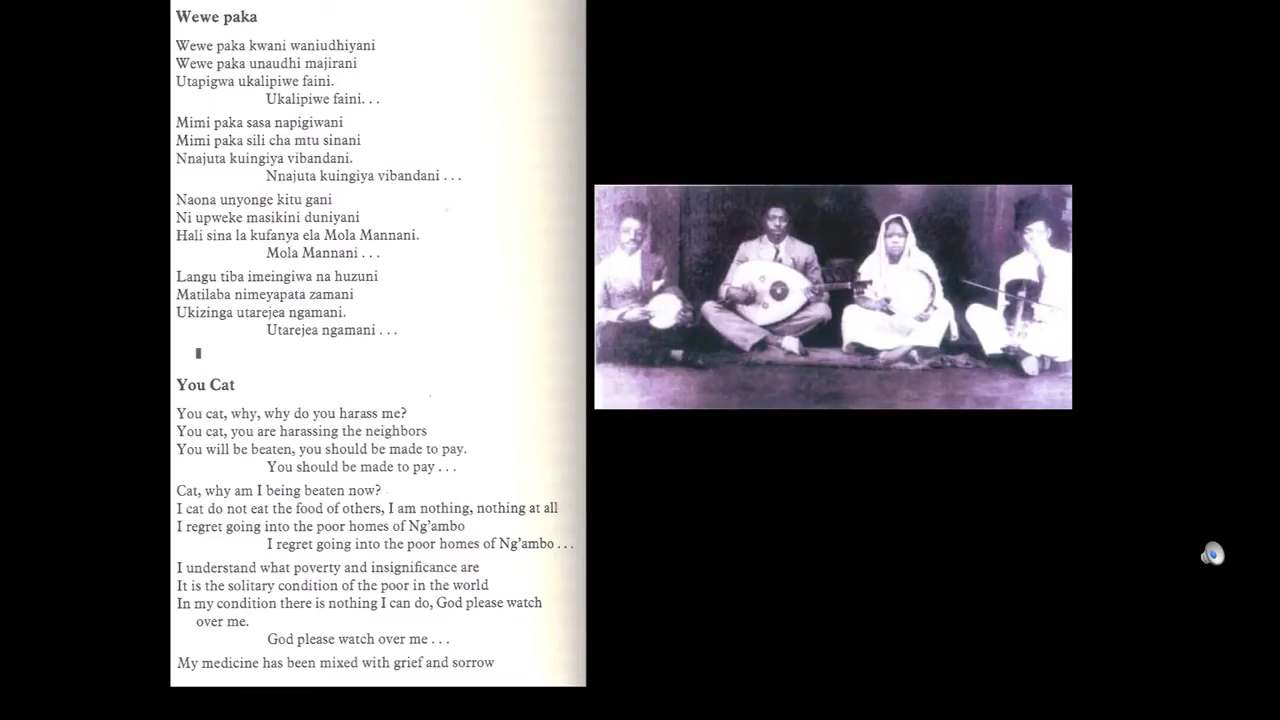 Wewe paka
Wewe paka kwani waniudhiyani
Wewe paka unaudhi majirani
Utapigwa ukalipiwe faini.
Ukalipiwe faini. . .
Mimi paka sasa napigiwani
Mimi paka sili cha mtu sinani
Nnajuta kuingiya vibandani.
Nnajuta kuingiya vibandani . . .
Naona unyonge kitu gani
Ni upweke masikini duniyani
Hali sina la kufanya ela Mola Mannani.
Mola Mannani . . .
Langu tiba imeingiwa na huzuni
Matilaba nimeyapata zamani
Ukizinga utarejea ngamani.
Utarejea ngamani . . .
You Cat
You cat, why, why do you harass me?
You cat, you are harassing the neighbors
You will be beaten, you should be made to pay.
You should be made to pay . . .
Cat, why am I being beaten now?
I cat do not eat the food of others, I am nothing, nothing at all
I regret going into the poor homes of Ng'ambo
I regret going into the poor homes of Ng'ambo . . .
I understand what poverty and insignificance are
It is the solitary condition of the poor in the world
In my condition there is nothing I can do, God please watch
over me.
God please watch over me . . .
My medicine has been mixed with grief and sorrow